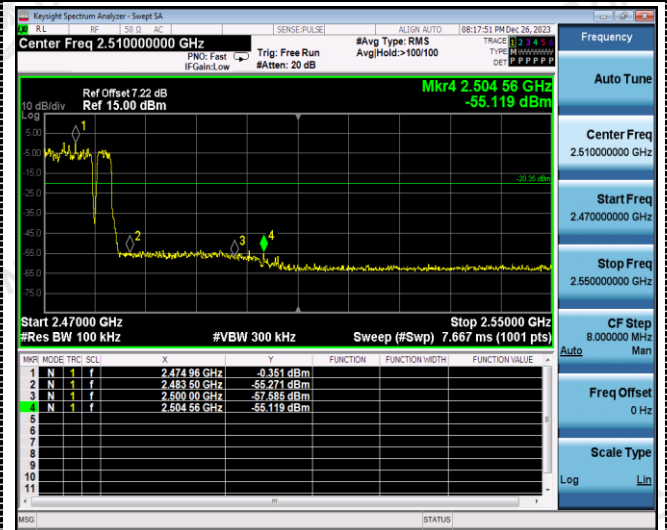 Keysight Spectrum Analyzer - Swept SA
RL RF 50 Ω AC SENSE:PULSE ALIGN AUTO 08:17:51 PM Dec 26, 2023
Center Freq 2.510000000 GHz #Avg Type: RMS TRACE 1 2 3 4 5 6
PNO: Fast Trig: Free Run Avg|Hold:>100/100 TYPE M W W W W W
IFGain:Low #Atten: 20 dB DET P P P P P P
Mkr4 2.504 56 GHz
-55.119 dBm
Ref Offset 7.22 dB
10 dB/div Ref 15.00 dBm
Log
5.00
-5.00
-15.0
-25.0
-35.0
-45.0
-55.0
-65.0
-75.0
1
2
3
4
-20.35 dBm
Start 2.47000 GHz Stop 2.55000 GHz
#Res BW 100 kHz #VBW 300 kHz Sweep (#Swp) 7.667 ms (1001 pts)
MKR MODE TRC SCL X Y FUNCTION FUNCTION WIDTH FUNCTION VALUE
1 N 1 f 2.474 96 GHz -0.351 dBm
2 N 1 f 2.483 50 GHz -55.271 dBm
3 N 1 f 2.500 00 GHz -57.585 dBm
4 N 1 f 2.504 56 GHz -55.119 dBm
5
6
7
8
9
10
11
MSG STATUS
Frequency
Auto Tune
Center Freq
2.510000000 GHz
Start Freq
2.470000000 GHz
Stop Freq
2.550000000 GHz
CF Step
8.000000 MHz
Auto Man
Freq Offset
0 Hz
Scale Type
Log Lin